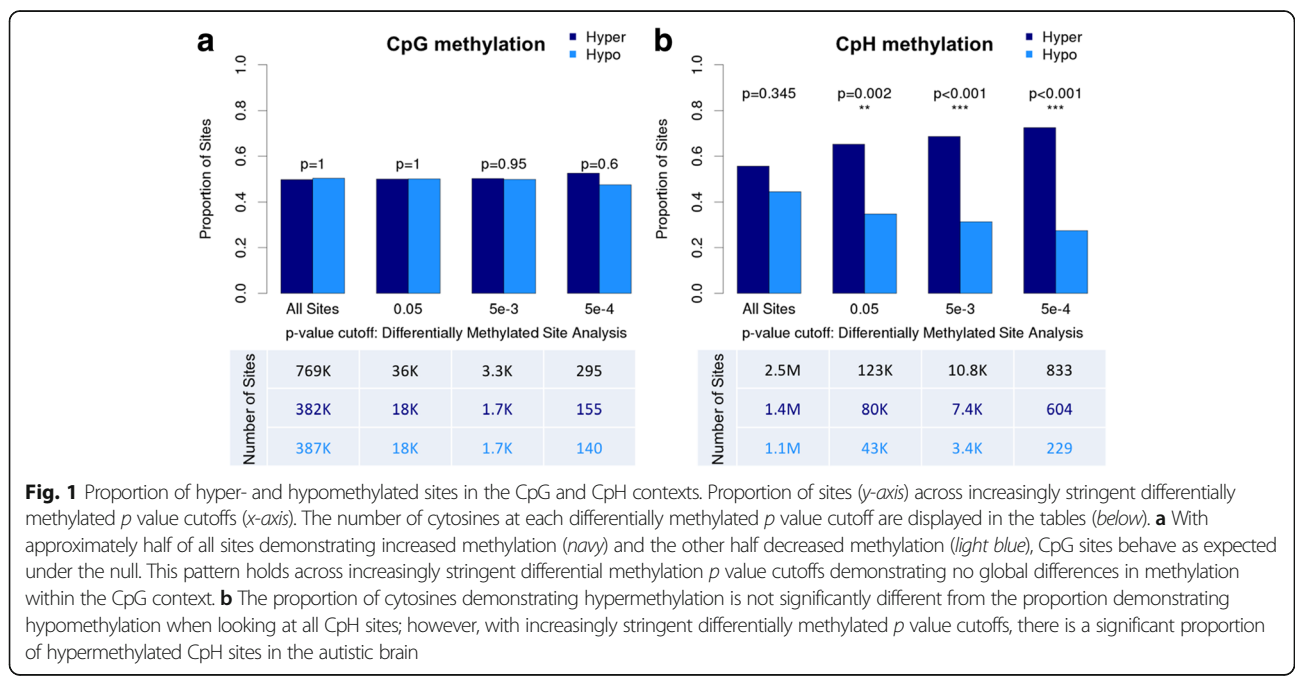 a
CpG methylation
Hyper
Hypo
Proportion of Sites
1.0
0.8
0.6
0.4
0.2
0.0
p=1
p=1
p=0.95
p=0.6
All Sites
0.05
5e-3
5e-4
p-value cutoff: Differentially Methylated Site Analysis
Number of Sites
769K 36K 3.3K 295
382K 18K 1.7K 155
387K 18K 1.7K 140
b
CpH methylation
Hyper
Hypo
Proportion of Sites
1.0
0.8
0.6
0.4
0.2
0.0
p=0.345
p=0.002
**
p<0.001
***
p<0.001
***
All Sites
0.05
5e-3
5e-4
p-value cutoff: Differentially Methylated Site Analysis
Number of Sites
2.5M 123K 10.8K 833
1.4M 80K 7.4K 604
1.1M 43K 3.4K 229
Fig. 1 Proportion of hyper- and hypomethylated sites in the CpG and CpH contexts. Proportion of sites (y-axis) across increasingly stringent differentially
methylated p value cutoffs (x-axis). The number of cytosines at each differentially methylated p value cutoff are displayed in the tables (below). a With
approximately half of all sites demonstrating increased methylation (navy) and the other half decreased methylation (light blue), CpG sites behave as expected
under the null. This pattern holds across increasingly stringent differential methylation p value cutoffs demonstrating no global differences in methylation
within the CpG context. b The proportion of cytosines demonstrating hypermethylation is not significantly different from the proportion demonstrating
hypomethylation when looking at all CpH sites; however, with increasingly stringent differentially methylated p value cutoffs, there is a significant proportion
of hypermethylated CpH sites in the autistic brain